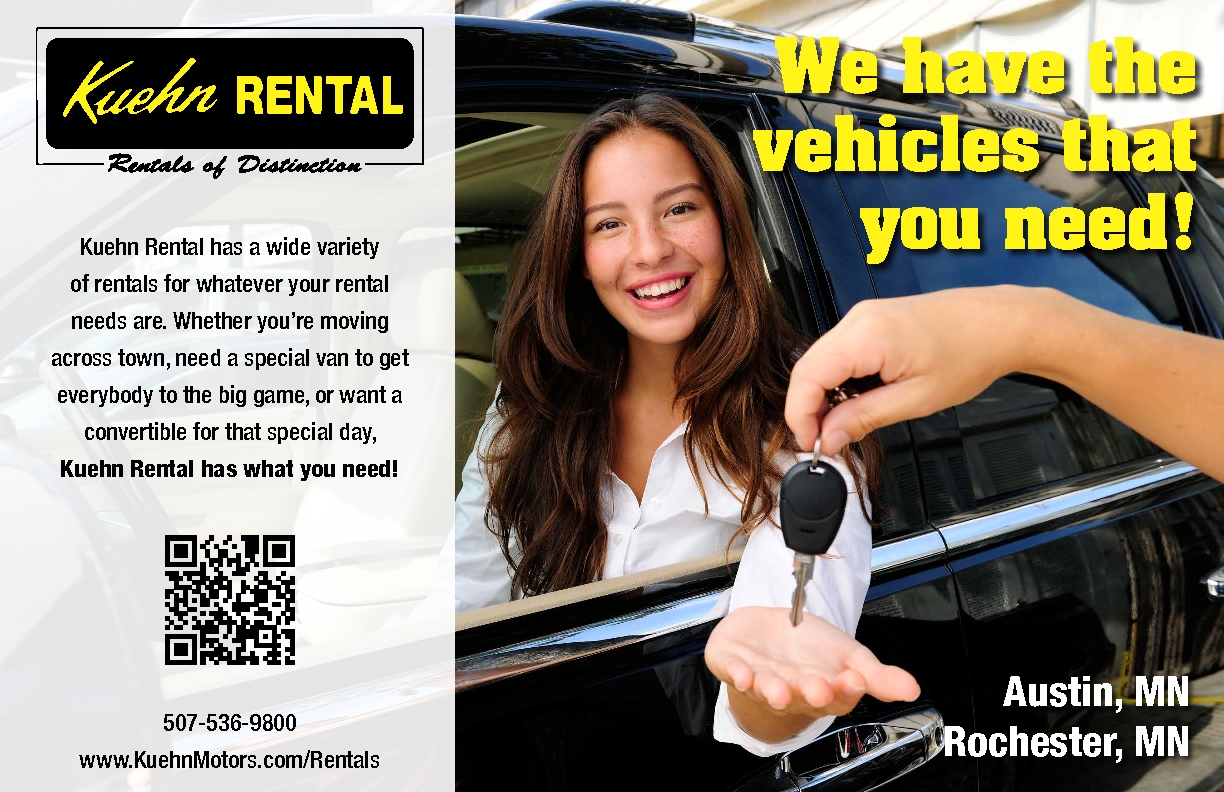 Kuehn RENTAL
Rentals of Distinction
Kuehn Rental has a wide variety
of rentals for whatever your rental
needs are. Whether you’re moving
across town, need a special van to get
everybody to the big game, or want a
convertible for that special day,
Kuehn Rental has what you need!
507-536-9800
www.KuehnMotors.com/Rentals
We have the
vehicles that
you need!
Austin, MN
Rochester, MN